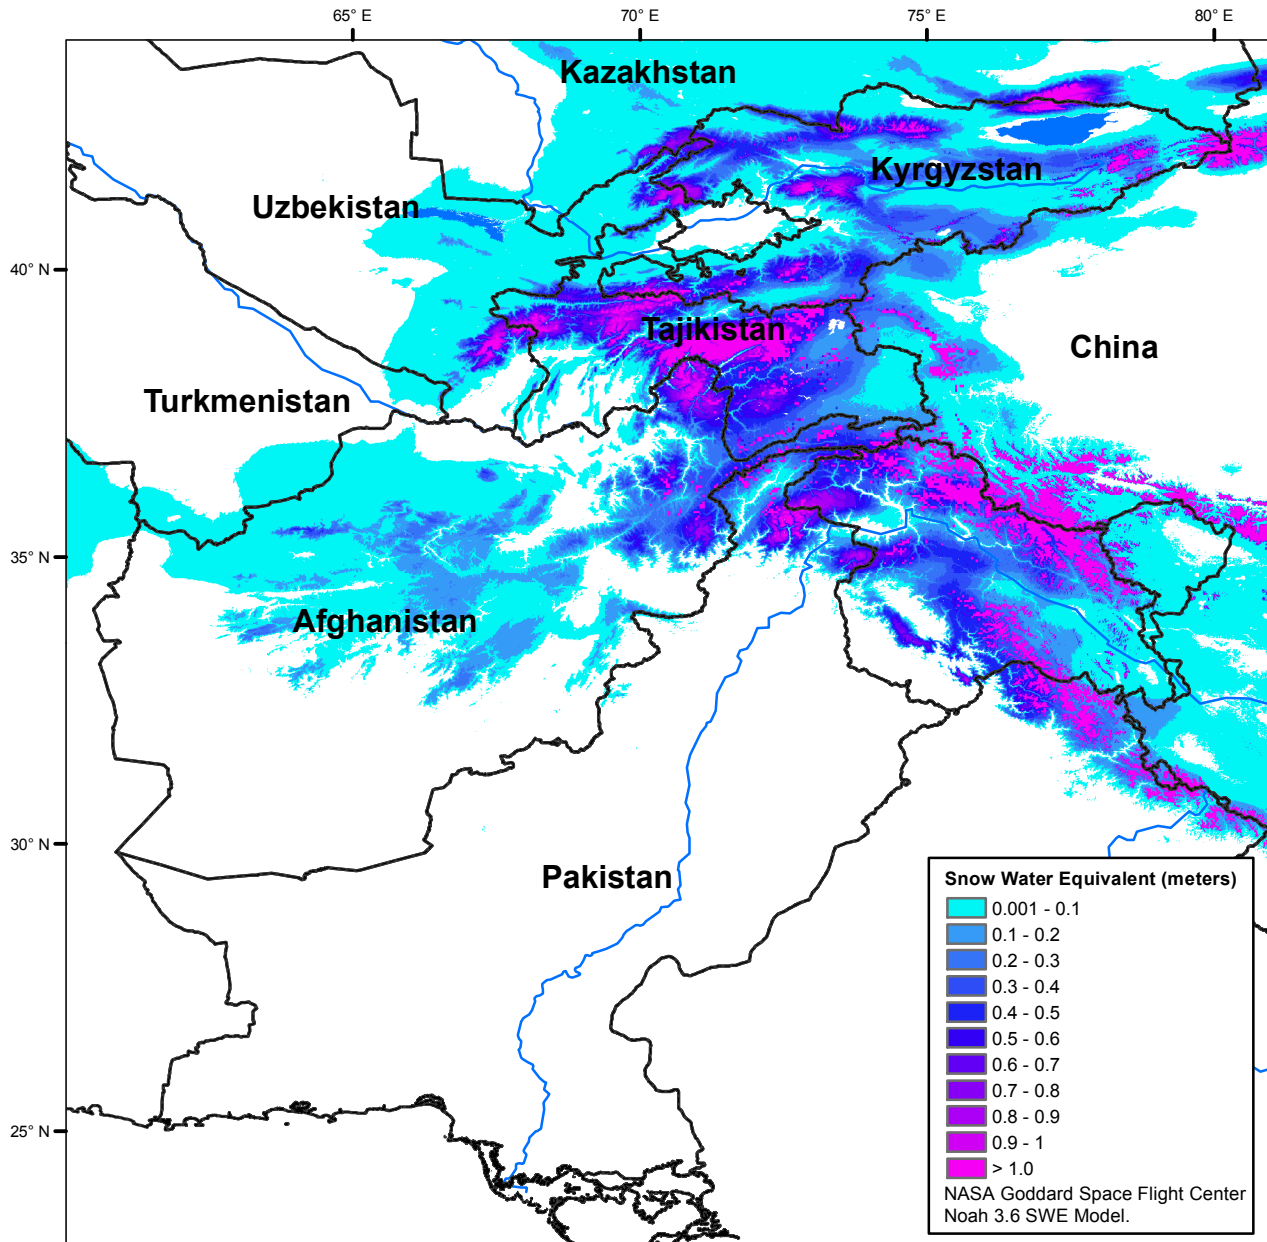 65° E
70° E
75° E
80° E
Kazakhstan
Kyrgyzstan
Uzbekistan
40° N
Tajikistan
China
Turkmenistan
35° N
Afghanistan
30° N
Pakistan
25° N
Snow Water Equivalent (meters)
0.001 - 0.1
0.1 - 0.2
0.2 - 0.3
0.3 - 0.4
0.4 - 0.5
0.5 - 0.6
0.6 - 0.7
0.7 - 0.8
0.8 - 0.9
0.9 - 1
> 1.0
NASA Goddard Space Flight Center
Noah 3.6 SWE Model.